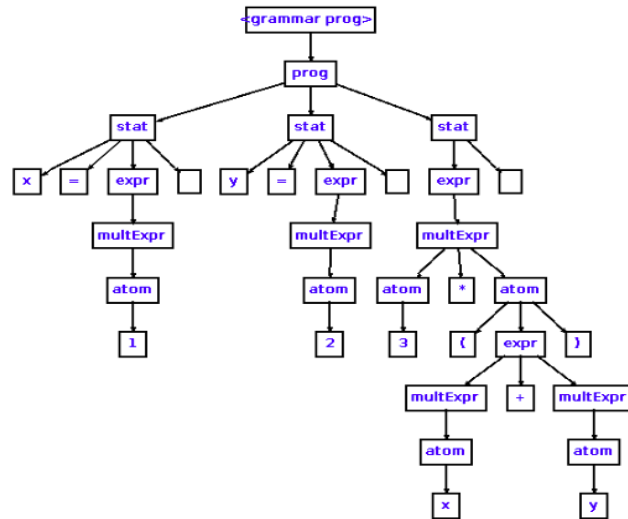 <grammar prog>
prog
stat stat stat
x = expr y = expr expr
multExpr multExpr multExpr
atom atom atom * atom
1 2 3 ( expr )
multExpr + multExpr
atom atom
x y